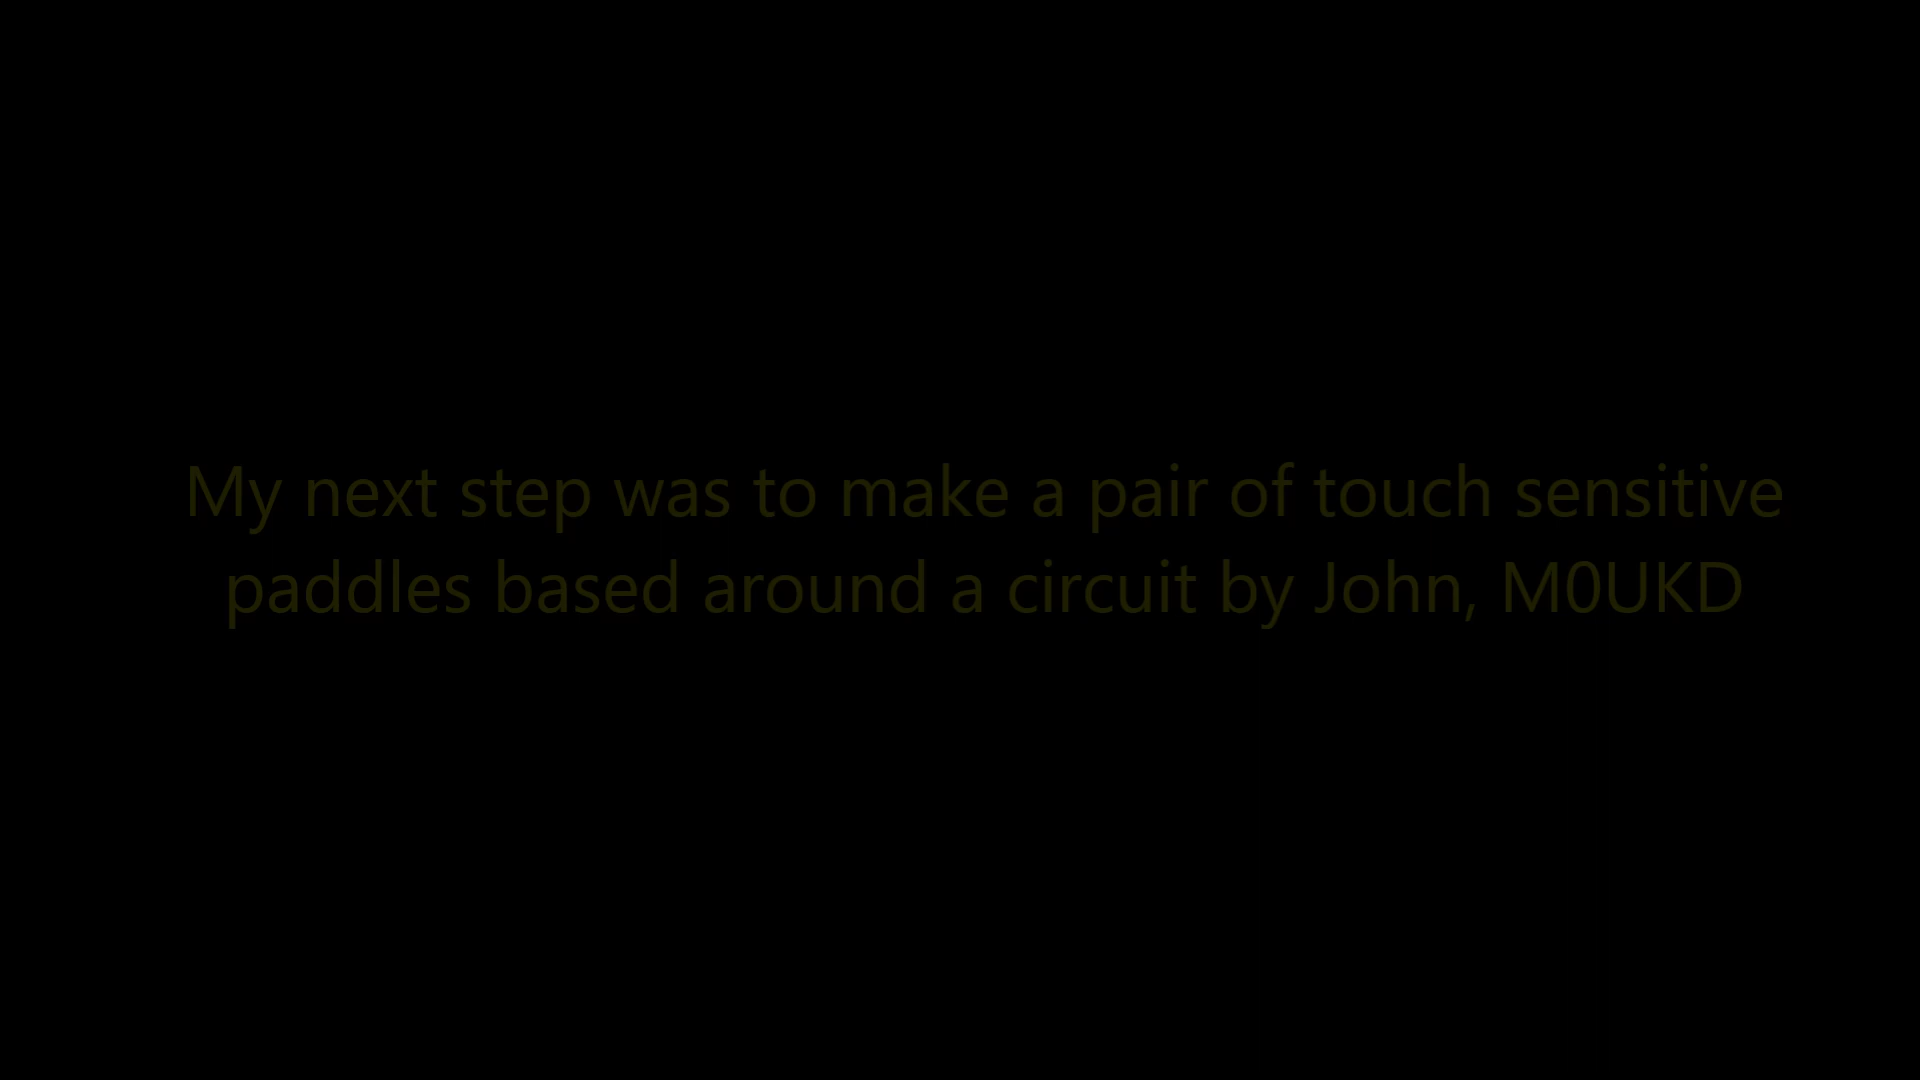 My next step was to make a pair of touch sensitive
paddles based around a circuit by John, M0UKD